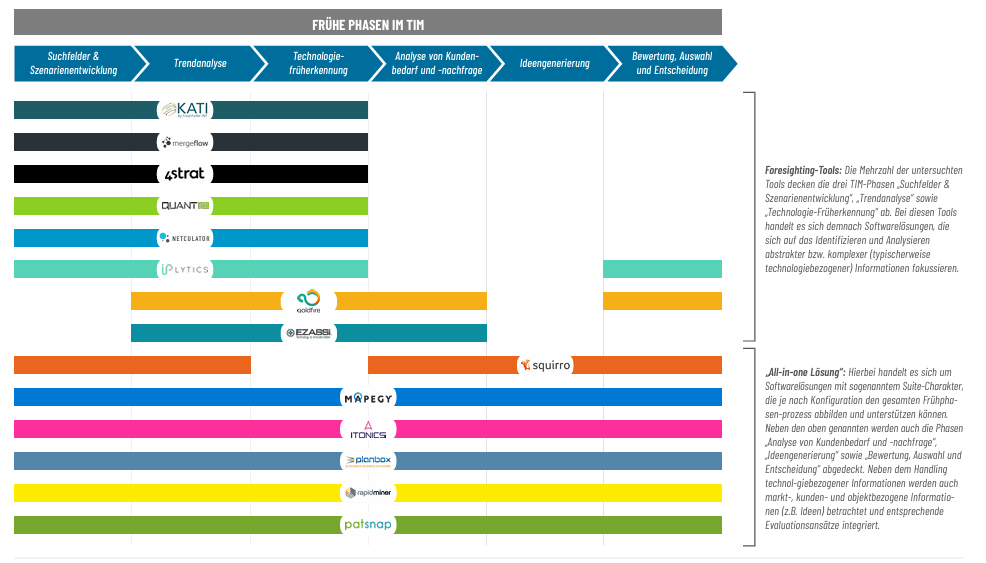 FRÜHE PHASEN IM TIM
Suchfelder &
Szenarienentwicklung
Trendanalyse
Technologie-
früherkennung
Analyse von Kunden-
bedarf und -nachfrage
Ideengenerierung
Bewertung, Auswahl
und Entscheidung
KATI
mergeflow
4strat
QUANT
NETCULATOR
IPLYTICS
goldfire
EZASSI
squirro
MAPEGY
ITONICS
planbox
rapidminer
patsnap
Foresighting-Tools: Die Mehrzahl der untersuchten
Tools decken die drei TIM-Phasen „Suchfelder &
Szenarienentwicklung", „Trendanalyse" sowie
„Technologie-Früherkennung" ab. Bei diesen Tools
handelt es sich demnach Softwarelösungen, die
sich auf das Identifizieren und Analysieren
abstrakter bzw. komplexer (typischerweise
technologiebezogener) Informationen fokussieren.
„All-in-one Lösung": Hierbei handelt es sich um
Softwarelösungen mit sogenanntem Suite-Charakter,
die je nach Konfiguration den gesamten Frühpha-
sen-prozess abbilden und unterstützen können.
Neben den oben genannten werden auch die Phasen
„Analyse von Kundenbedarf und -nachfrage",
„Ideengenerierung" sowie „Bewertung, Auswahl und
Entscheidung" abgedeckt. Neben dem Handling
technol-giebezogener Informationen werden auch
markt-, kunden- und objektbezogene Informatio-
nen (z.B. Ideen) betrachtet und entsprechende
Evaluationsansätze integriert.